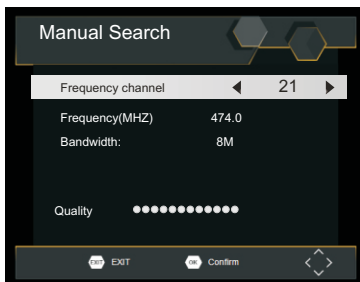 Manual Search
Frequency channel 21
Frequency(MHZ) 474.0
Bandwidth: 8M
Quality
EXIT EXIT OK Confirm